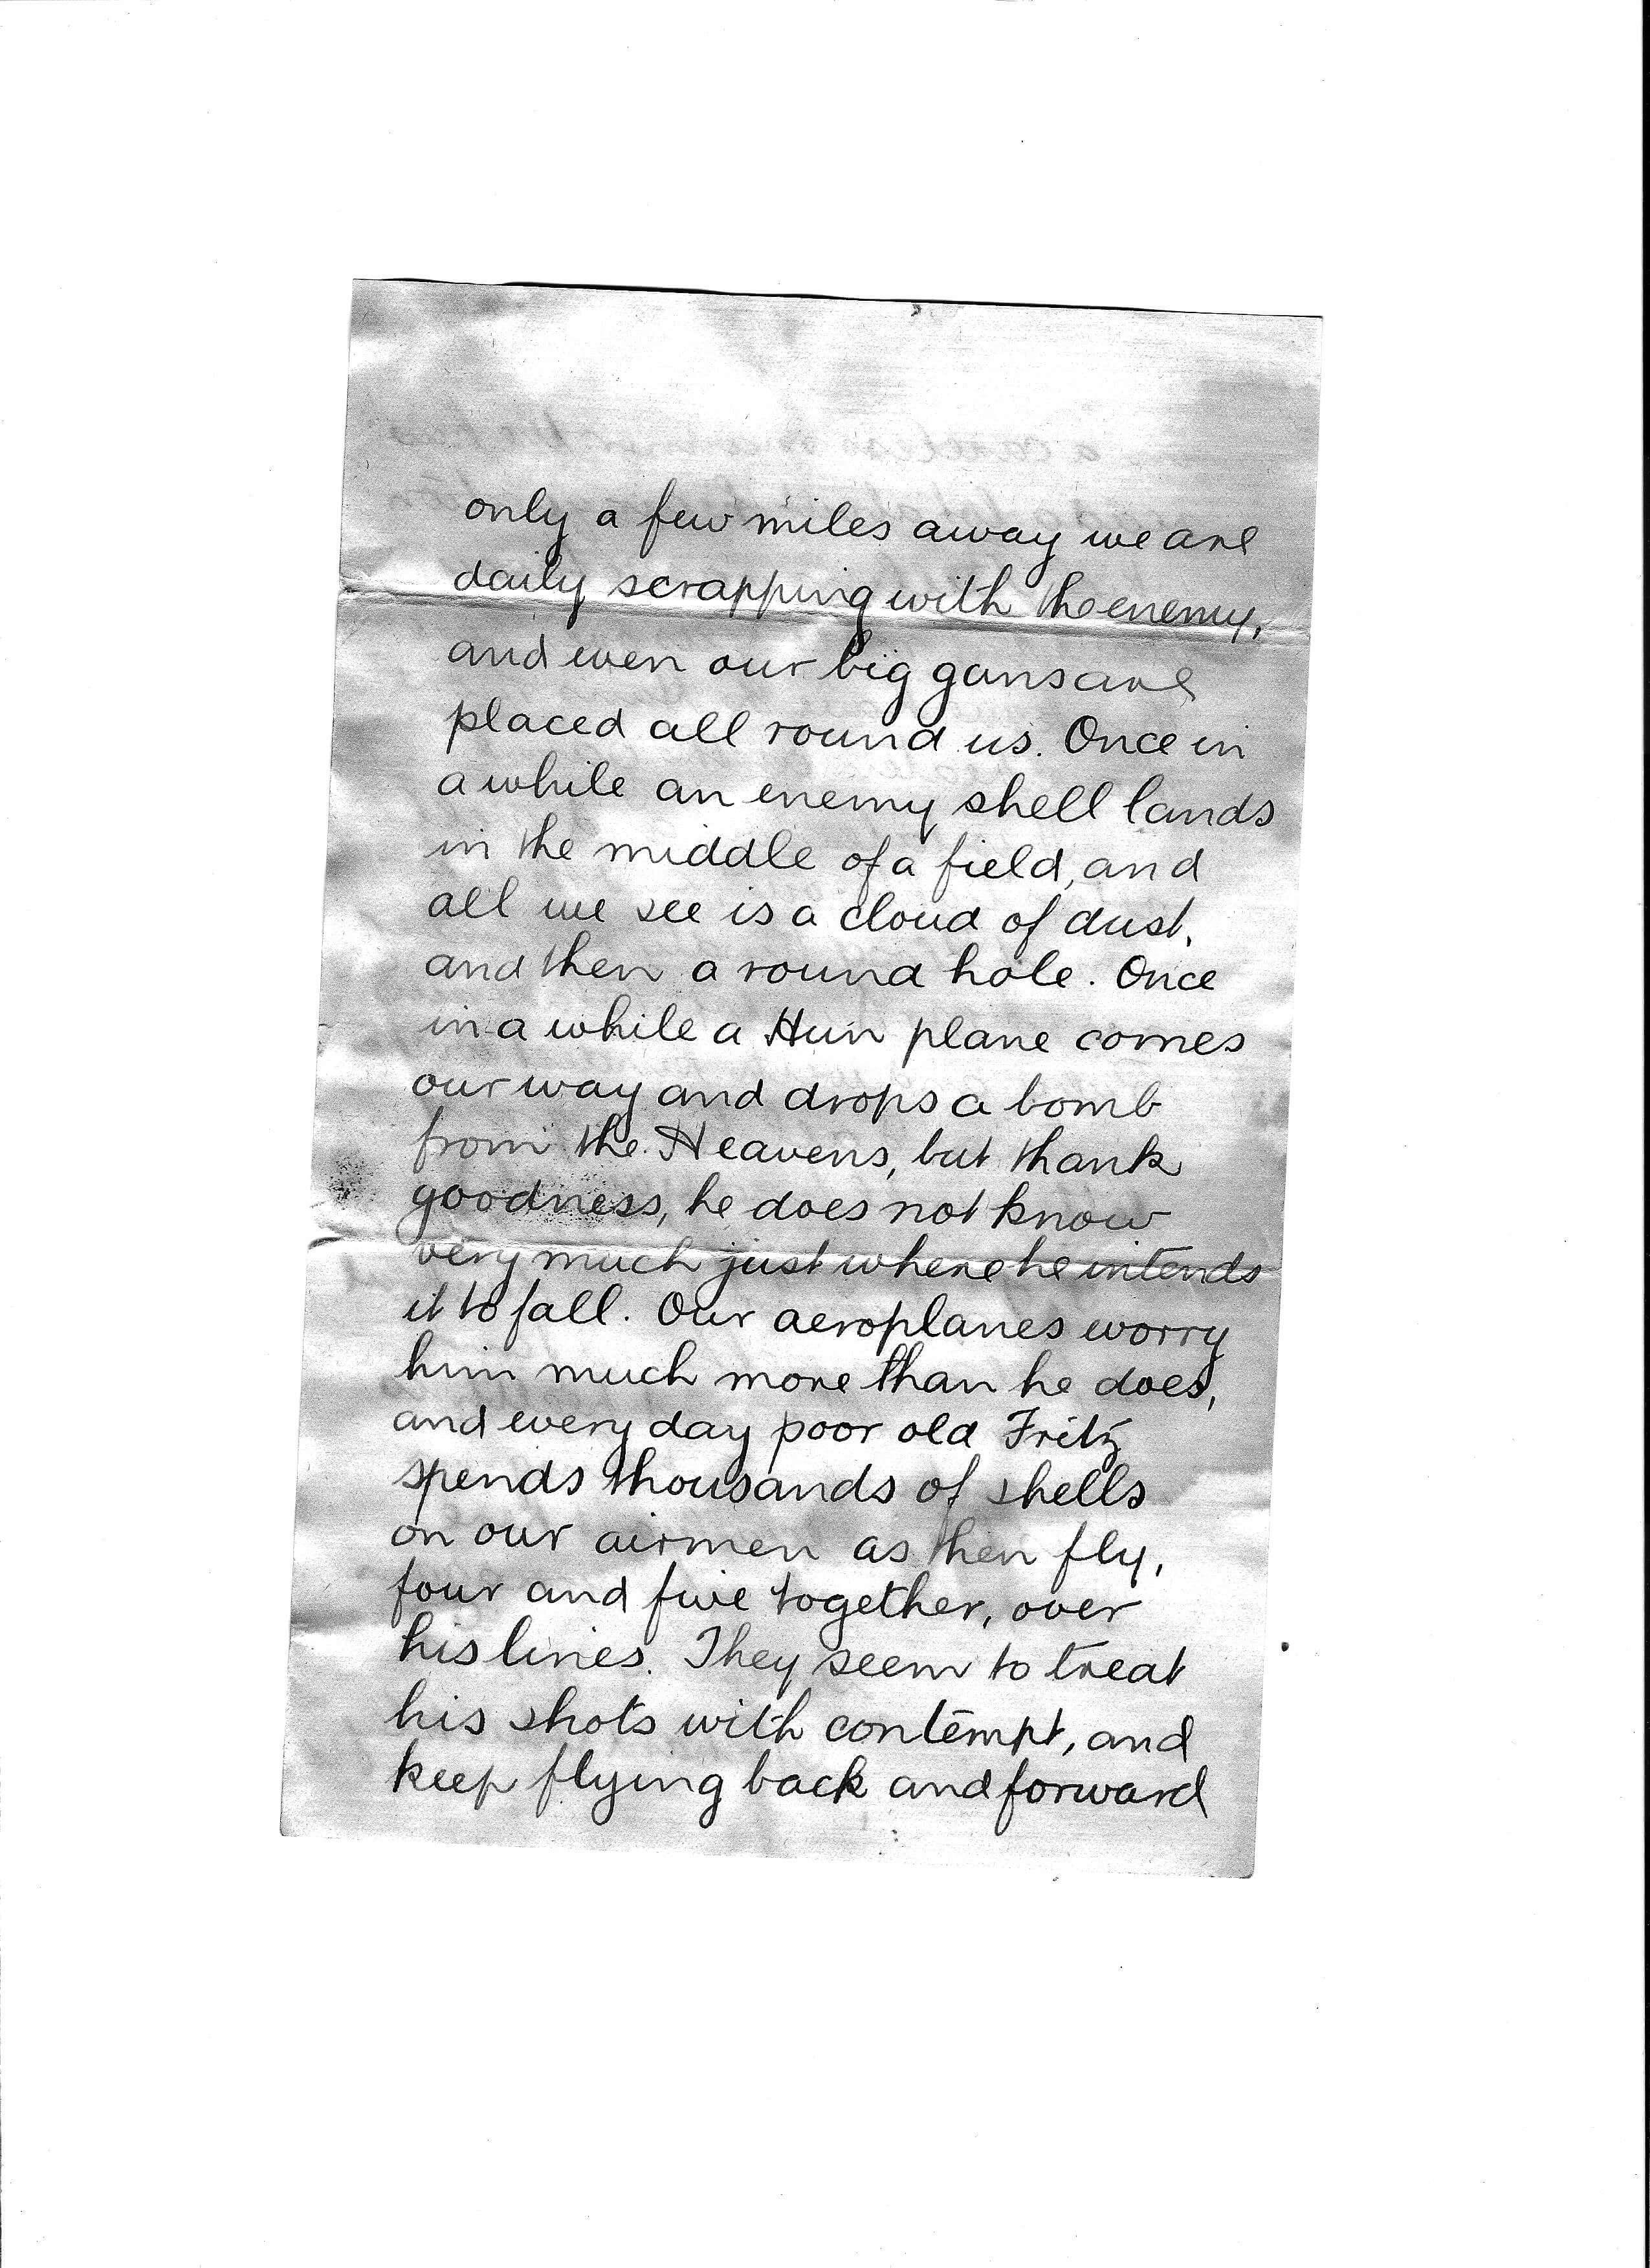 only a few miles away we are
daily scrapping with the enemy,
and even our big guns are
placed all round us. Once in
a while an enemy shell lands
in the middle of a field, and
all we see is a cloud of dust,
and then a round hole. Once
in a while a Hun plane comes
our way and drops a bomb
from the Heavens, but thank
goodness, he does not know
very much just where he intends
it to fall. Our aeroplanes worry
him much more than he does,
and every day poor old Fritz
spends thousands of shells
on our airmen as then fly,
four and five together, over
his lines. They seem to treat
his shots with contempt, and
keep flying back and forward